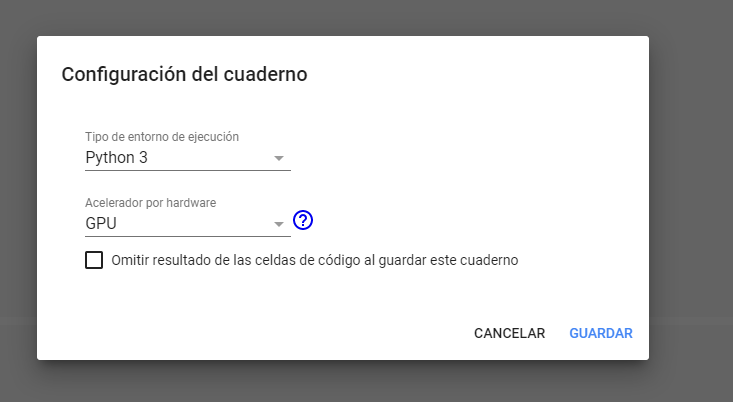 Configuración del cuaderno
Tipo de entorno de ejecución
Python 3
Acelerador por hardware
GPU
?
Omitir resultado de las celdas de código al guardar este cuaderno
CANCELAR GUARDAR